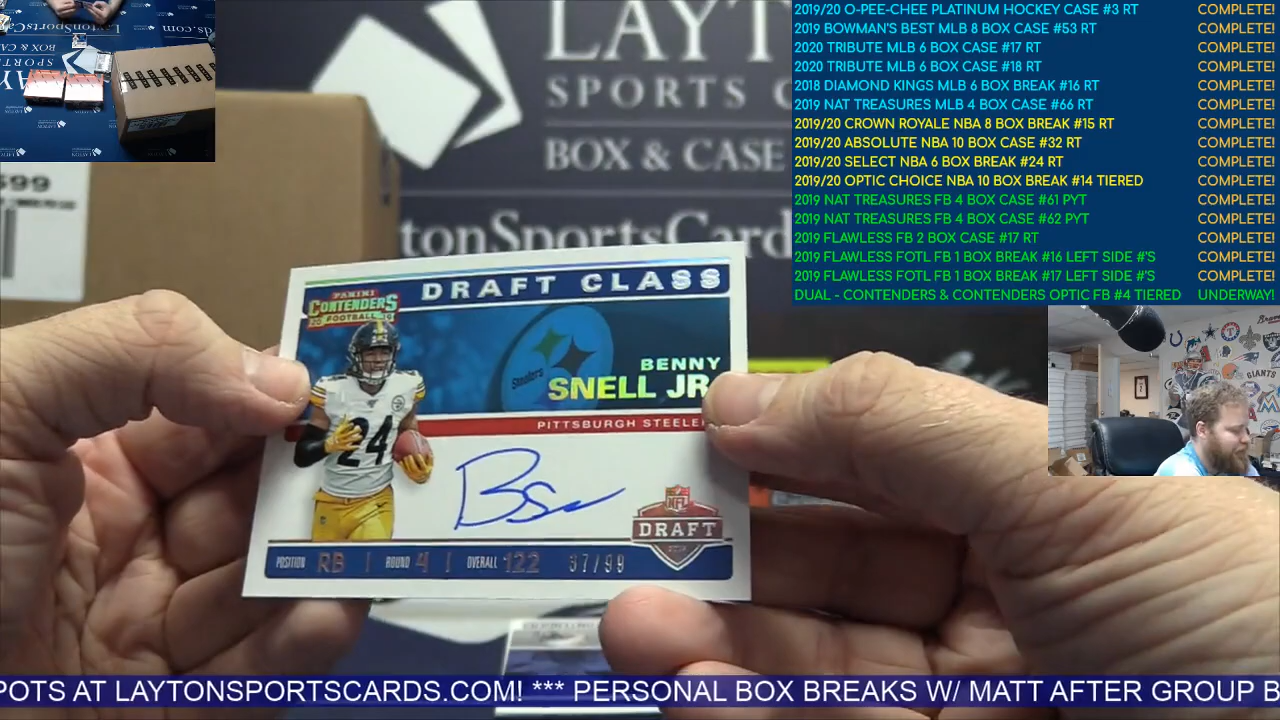 LAYT
SPORTS C
BOX & CASE
tonSportsCard
599
2019/20 O-PEE-CHEE PLATINUM HOCKEY CASE #3 RT COMPLETE!
2019 BOWMAN'S BEST MLB 8 BOX CASE #53 RT COMPLETE!
2020 TRIBUTE MLB 6 BOX CASE #17 RT COMPLETE!
2020 TRIBUTE MLB 6 BOX CASE #18 RT COMPLETE!
2018 DIAMOND KINGS MLB 6 BOX BREAK #16 RT COMPLETE!
2019 NAT TREASURES MLB 4 BOX CASE #66 RT COMPLETE!
2019/20 CROWN ROYALE NBA 8 BOX BREAK #15 RT COMPLETE!
2019/20 ABSOLUTE NBA 10 BOX CASE #32 RT COMPLETE!
2019/20 SELECT NBA 6 BOX BREAK #24 RT COMPLETE!
2019/20 OPTIC CHOICE NBA 10 BOX BREAK #14 TIERED COMPLETE!
2019 NAT TREASURES FB 4 BOX CASE #61 PYT COMPLETE!
2019 NAT TREASURES FB 4 BOX CASE #62 PYT COMPLETE!
2019 FLAWLESS FB 2 BOX CASE #17 RT COMPLETE!
2019 FLAWLESS FOTL FB 1 BOX BREAK #16 LEFT SIDE #'S COMPLETE!
2019 FLAWLESS FOTL FB 1 BOX BREAK #17 LEFT SIDE #'S COMPLETE!
DUAL - CONTENDERS & CONTENDERS OPTIC FB #4 TIERED UNDERWAY!
PANINI
CONTENDERS
FOOTBALL
DRAFT CLASS
Steelers
BENNY
SNELL JR
PITTSBURGH STEELE
24
BS
NFL
DRAFT
POSITION RB | ROUND 4 | OVERALL 122 37/99
GIANTS
POTS AT LAYTONSPORTSCARDS.COM! *** PERSONAL BOX BREAKS W/ MATT AFTER GROUP B